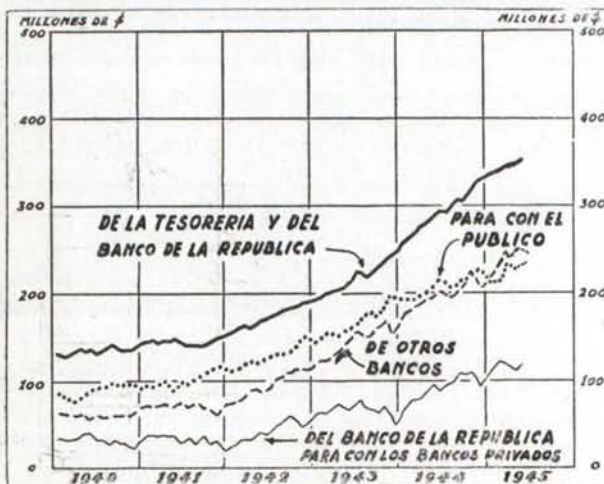 MILLONES DE $ MILLONES DE $
500 500
400 400
300 300
200 200
100 100
0 0
DE LA TESORERIA Y DEL
BANCO DE LA REPUBLICA
PARA CON EL
PUBLICO
DE OTROS
BANCOS
DEL BANCO DE LA REPUBLICA
PARA CON LOS BANCOS PRIVADOS
1940 1941 1942 1943 1944 1945